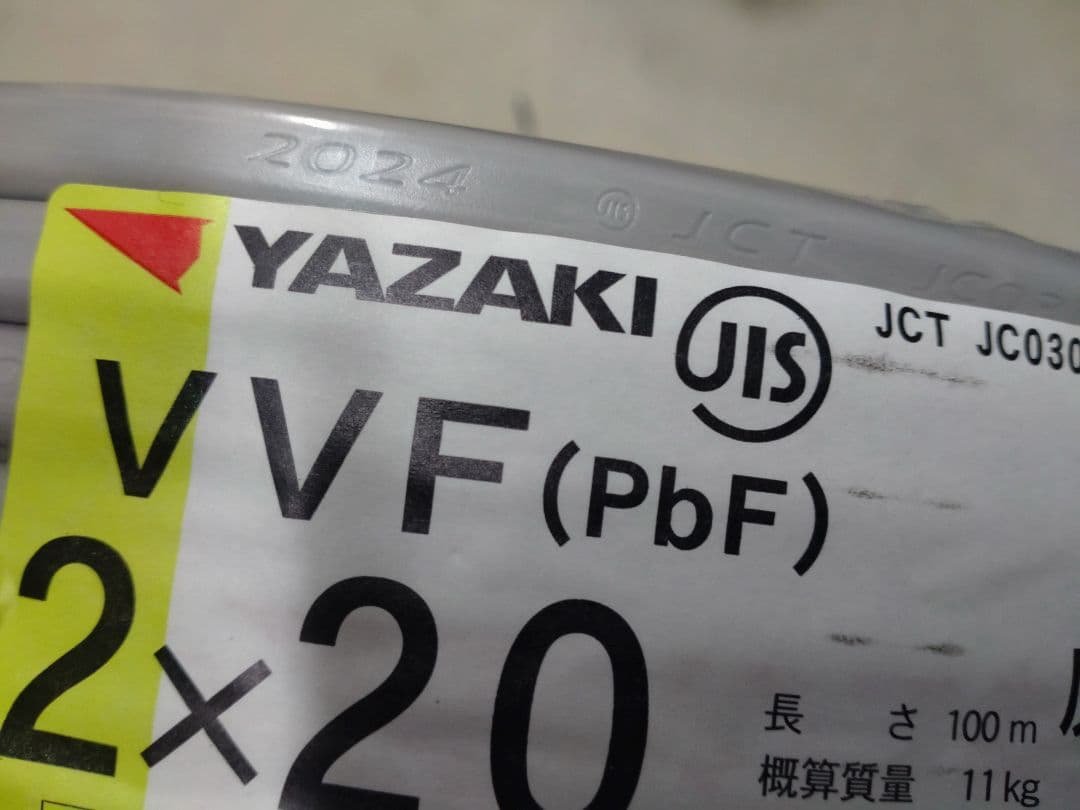 2024 JIS JCT JC03
YAZAKI JIS JCT JC030
VVF(PbF)
2×20
長さ 100m
概算質量 11kg